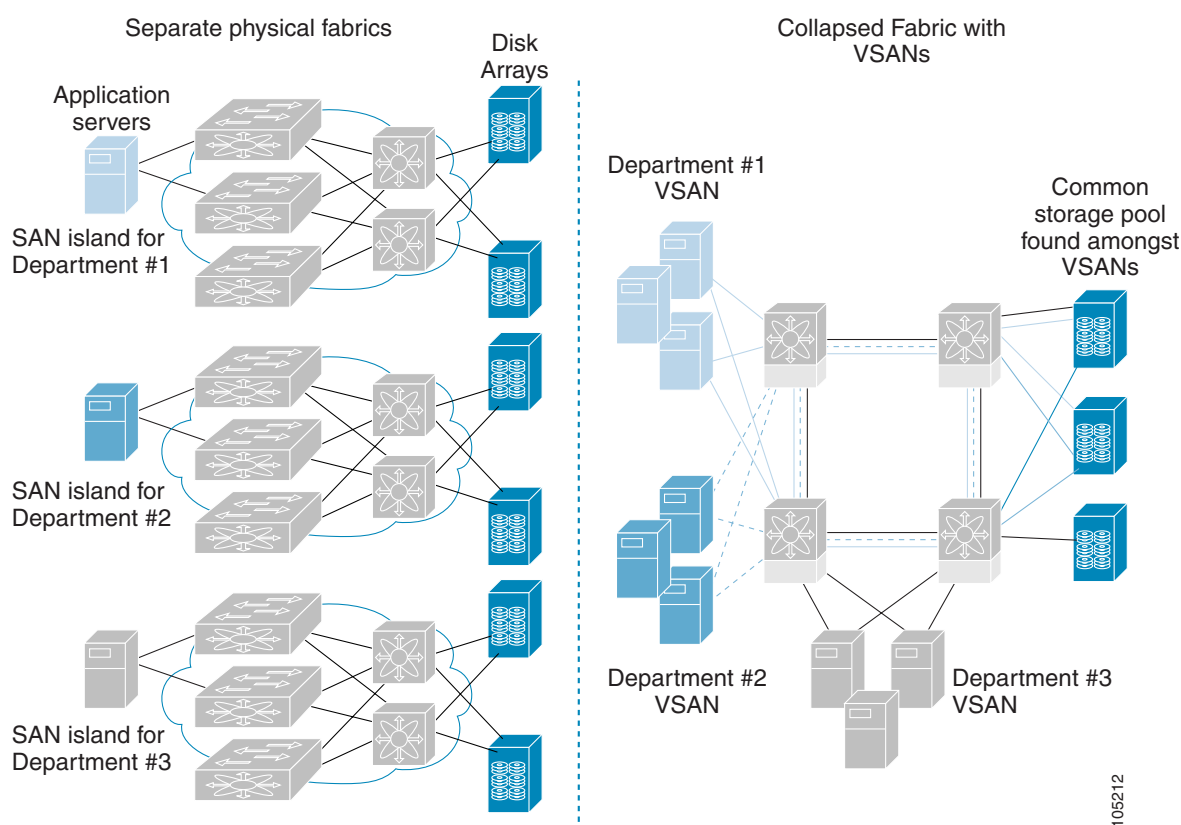 Separate physical fabrics
Disk
Arrays
Application
servers
SAN island for
Department #1
SAN island for
Department #2
SAN island for
Department #3
Collapsed Fabric with
VSANs
Department #1
VSAN
Common
storage pool
found amongst
VSANs
Department #2
VSAN
Department #3
VSAN
105212